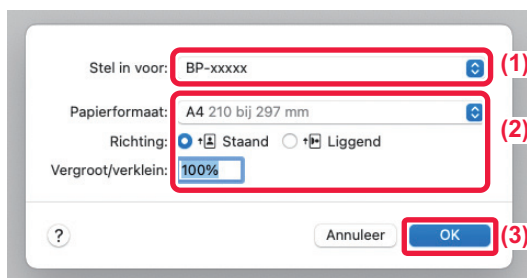 Stel in voor: BP-xxxxx (1)
Papierformaat: A4 210 bij 297 mm
(2)
Richting: Staand Liggend
Vergroot/verklein: 100%
? Annuleer OK (3)